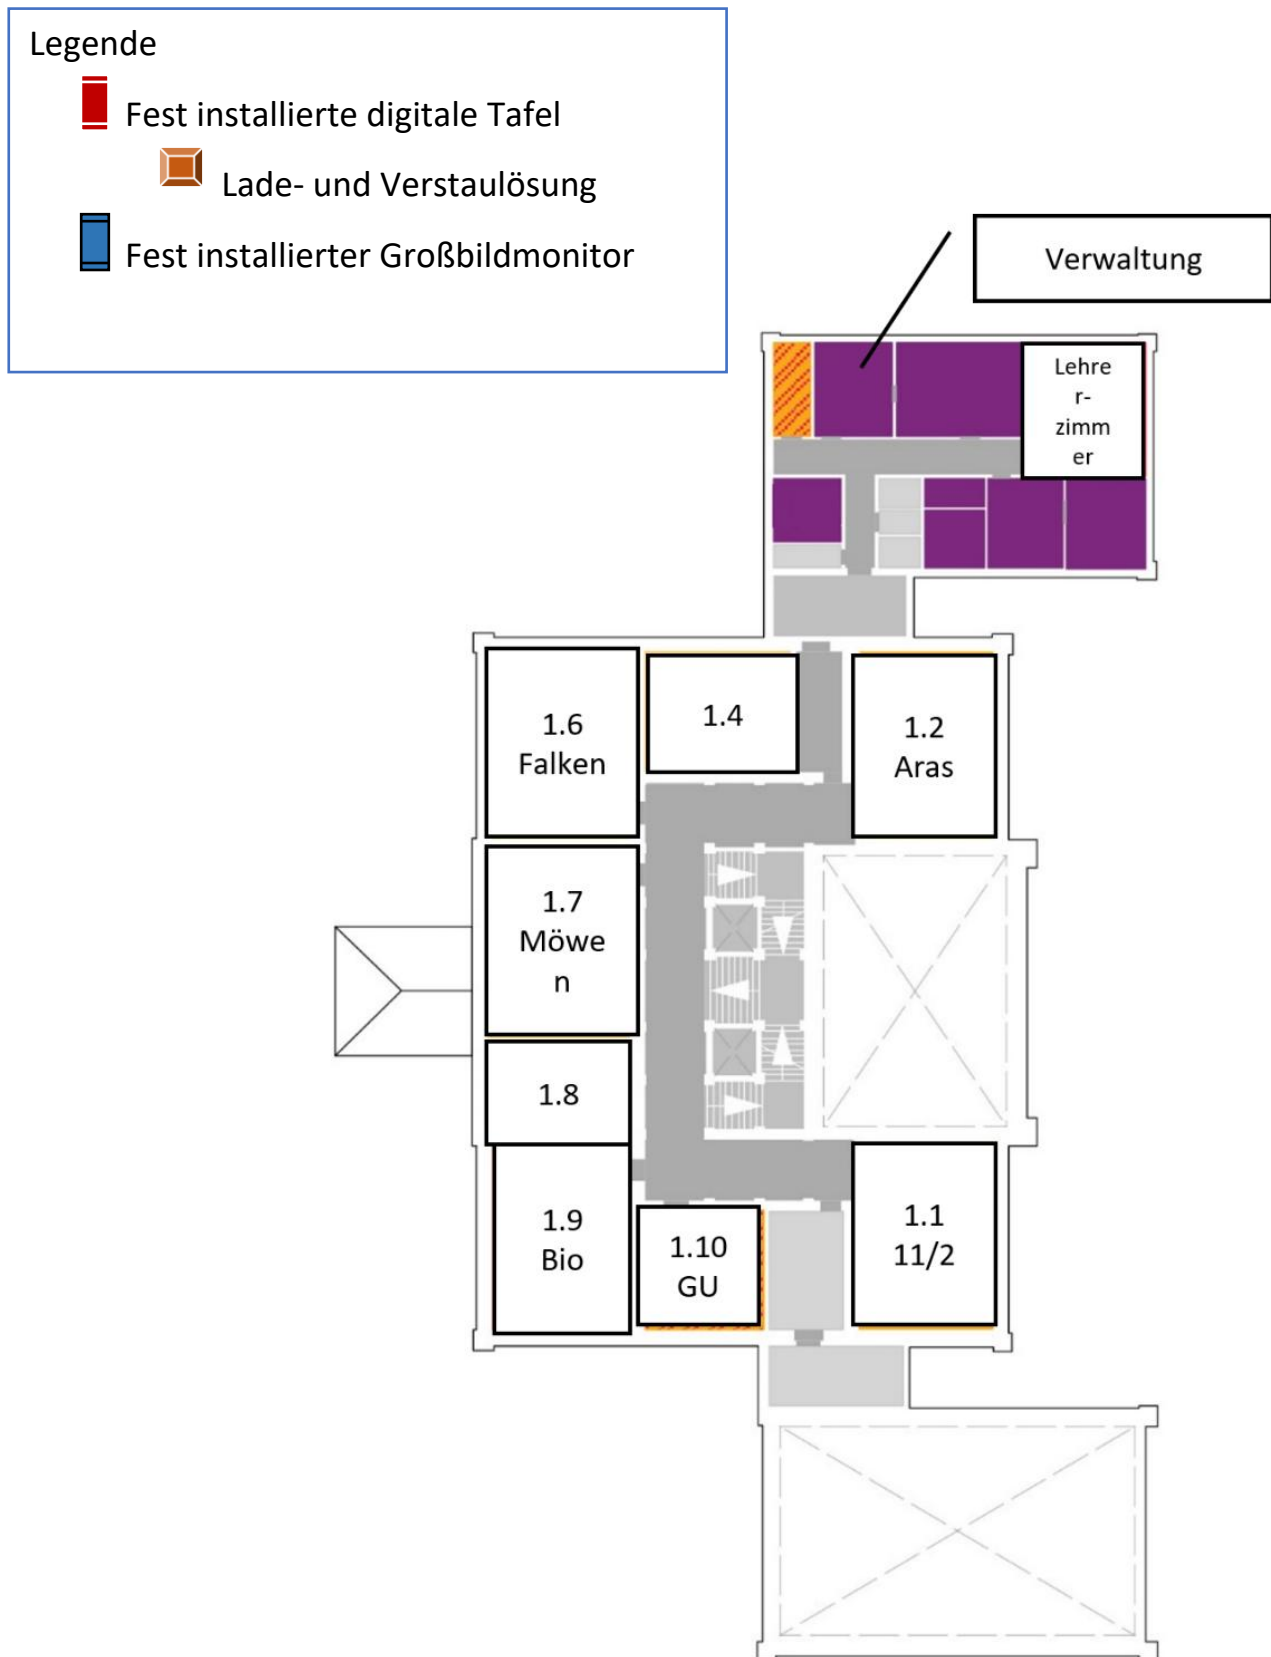 Legende
Fest installierte digitale Tafel
Lade- und Verstaulösung
Fest installierter Großbildmonitor
Verwaltung
Lehre
r-
zimm
er
1.6
Falken
1.4
1.2
Aras
1.7
Möwe
n
1.8
1.9
Bio
1.10
GU
1.1
11/2